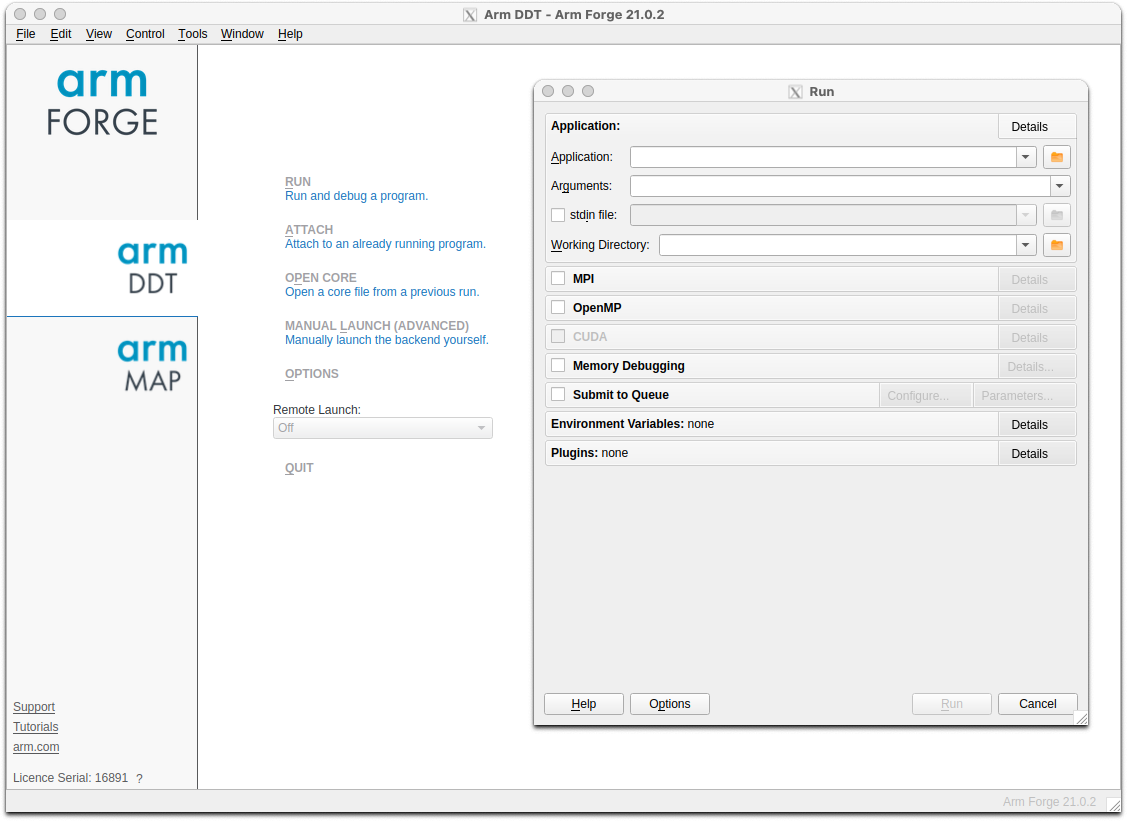 Arm DDT - Arm Forge 21.0.2
File Edit View Control Tools Window Help
arm
FORGE
arm
DDT
arm
MAP
Support
Tutorials
arm.com
Licence Serial: 16891 ?
RUN
Run and debug a program.
ATTACH
Attach to an already running program.
OPEN CORE
Open a core file from a previous run.
MANUAL LAUNCH (ADVANCED)
Manually launch the backend yourself.
OPTIONS
Remote Launch:
Off
QUIT
Run
Application: Details
Application:
Arguments:
stdin file:
Working Directory:
MPI Details
OpenMP Details
CUDA Details
Memory Debugging Details...
Submit to Queue Configure... Parameters...
Environment Variables: none Details
Plugins: none Details
Help Options Run Cancel
Arm Forge 21.0.2